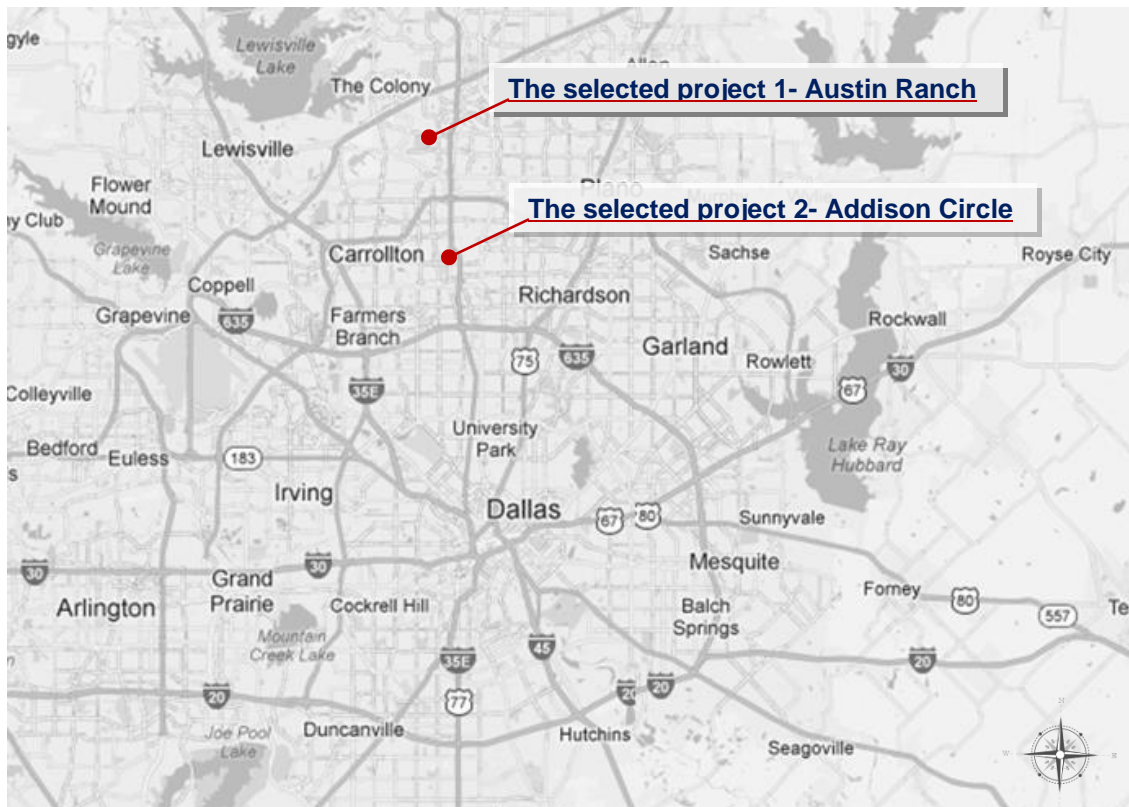 gyle
Lewisville
Lake
The Colony
Allen
The selected project 1- Austin Ranch
Lewisville
Flower
Mound
Plano
ny Club
The selected project 2- Addison Circle
Grapevine
Lake
Carrollton
Sachse
Royse City
Coppell
Richardson
Grapevine
635
Farmers
Branch
Rockwall
Garland
75
635
Rowlett
30
35E
67
Colleyville
University
Park
Bedford
Euless
183
Lake Ray
Hubbard
s
Irving
Dallas
67
80
Sunnyvale
Mesquite
30
30
Grand
Prairie
Forney
80
Arlington
Cockrell Hill
Balch
Springs
557
Te
Mountain
Creek Lake
45
35E
20
20
20
20
77
Joe Pool
Lake
Duncanville
Hutchins
Seagoville